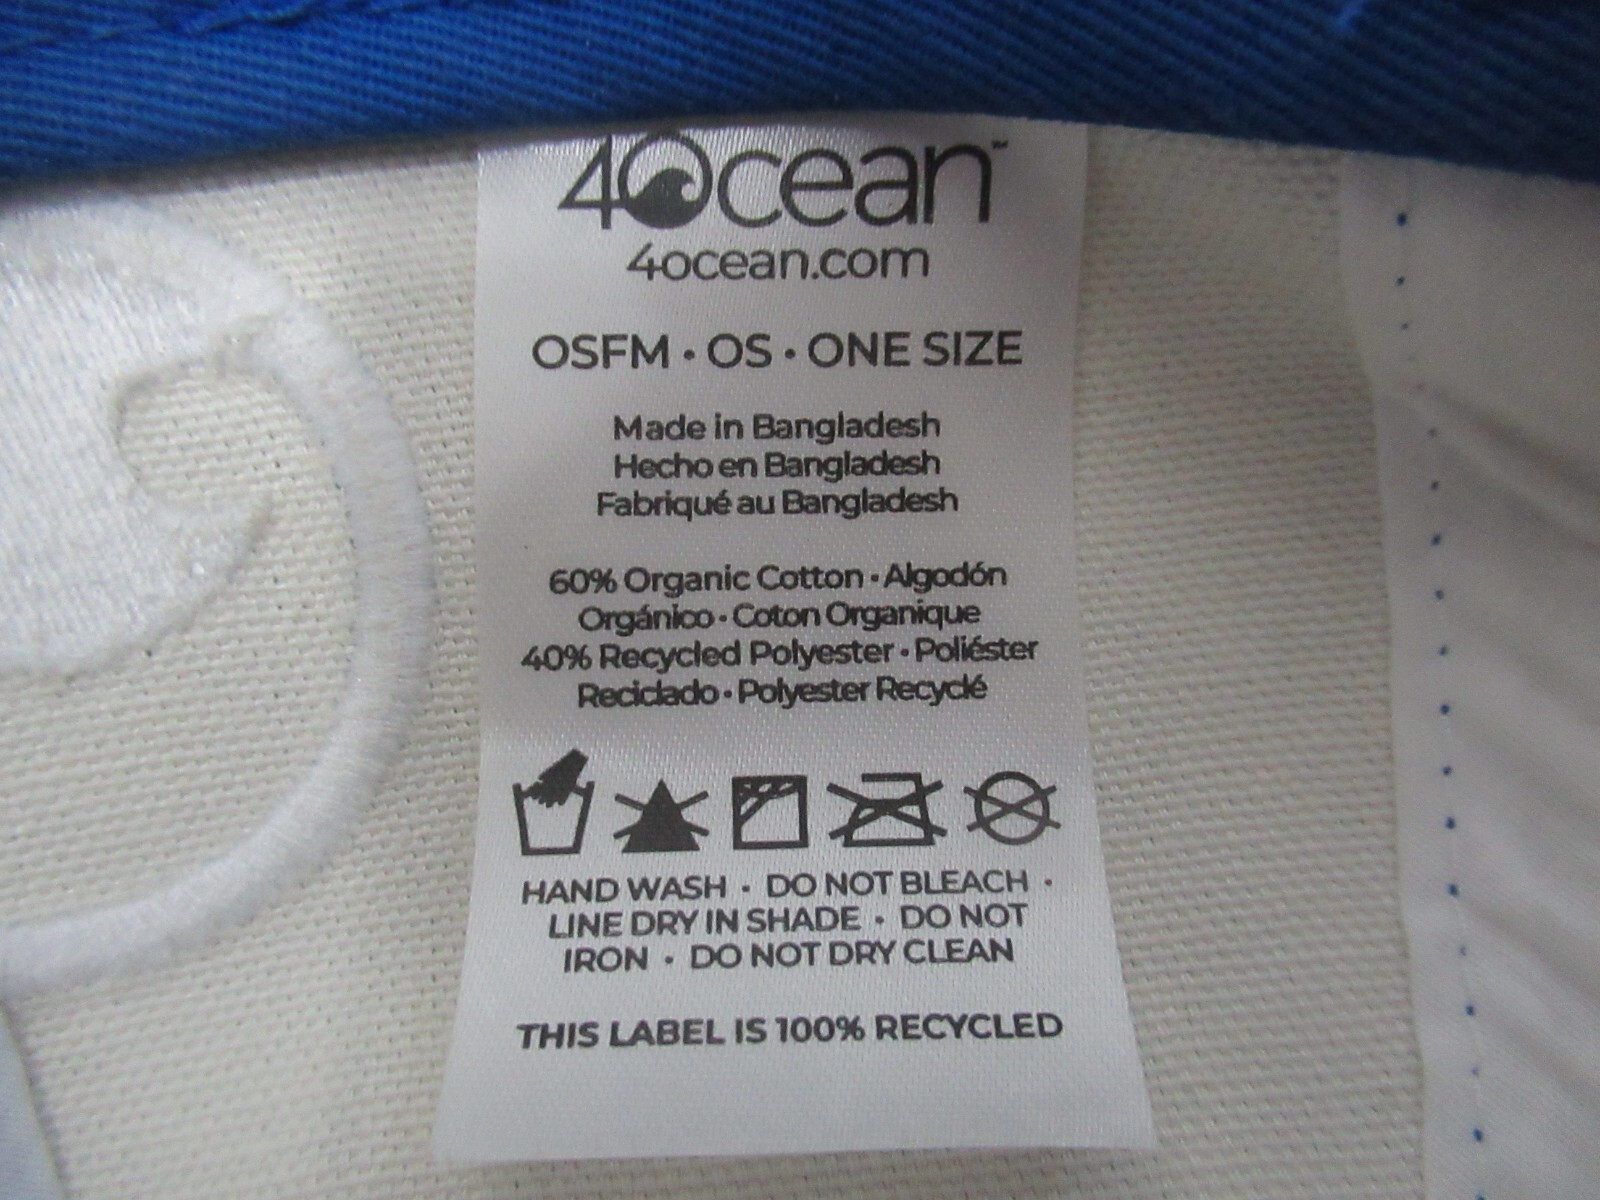 4Ocean™
4ocean.com
OSFM • OS • ONE SIZE
Made in Bangladesh
Hecho en Bangladesh
Fabriqué au Bangladesh
60% Organic Cotton • Algodón
Orgánico • Coton Organique
40% Recycled Polyester • Poliéster
Reciclado • Polyester Recyclé
HAND WASH • DO NOT BLEACH •
LINE DRY IN SHADE • DO NOT
IRON • DO NOT DRY CLEAN
THIS LABEL IS 100% RECYCLED